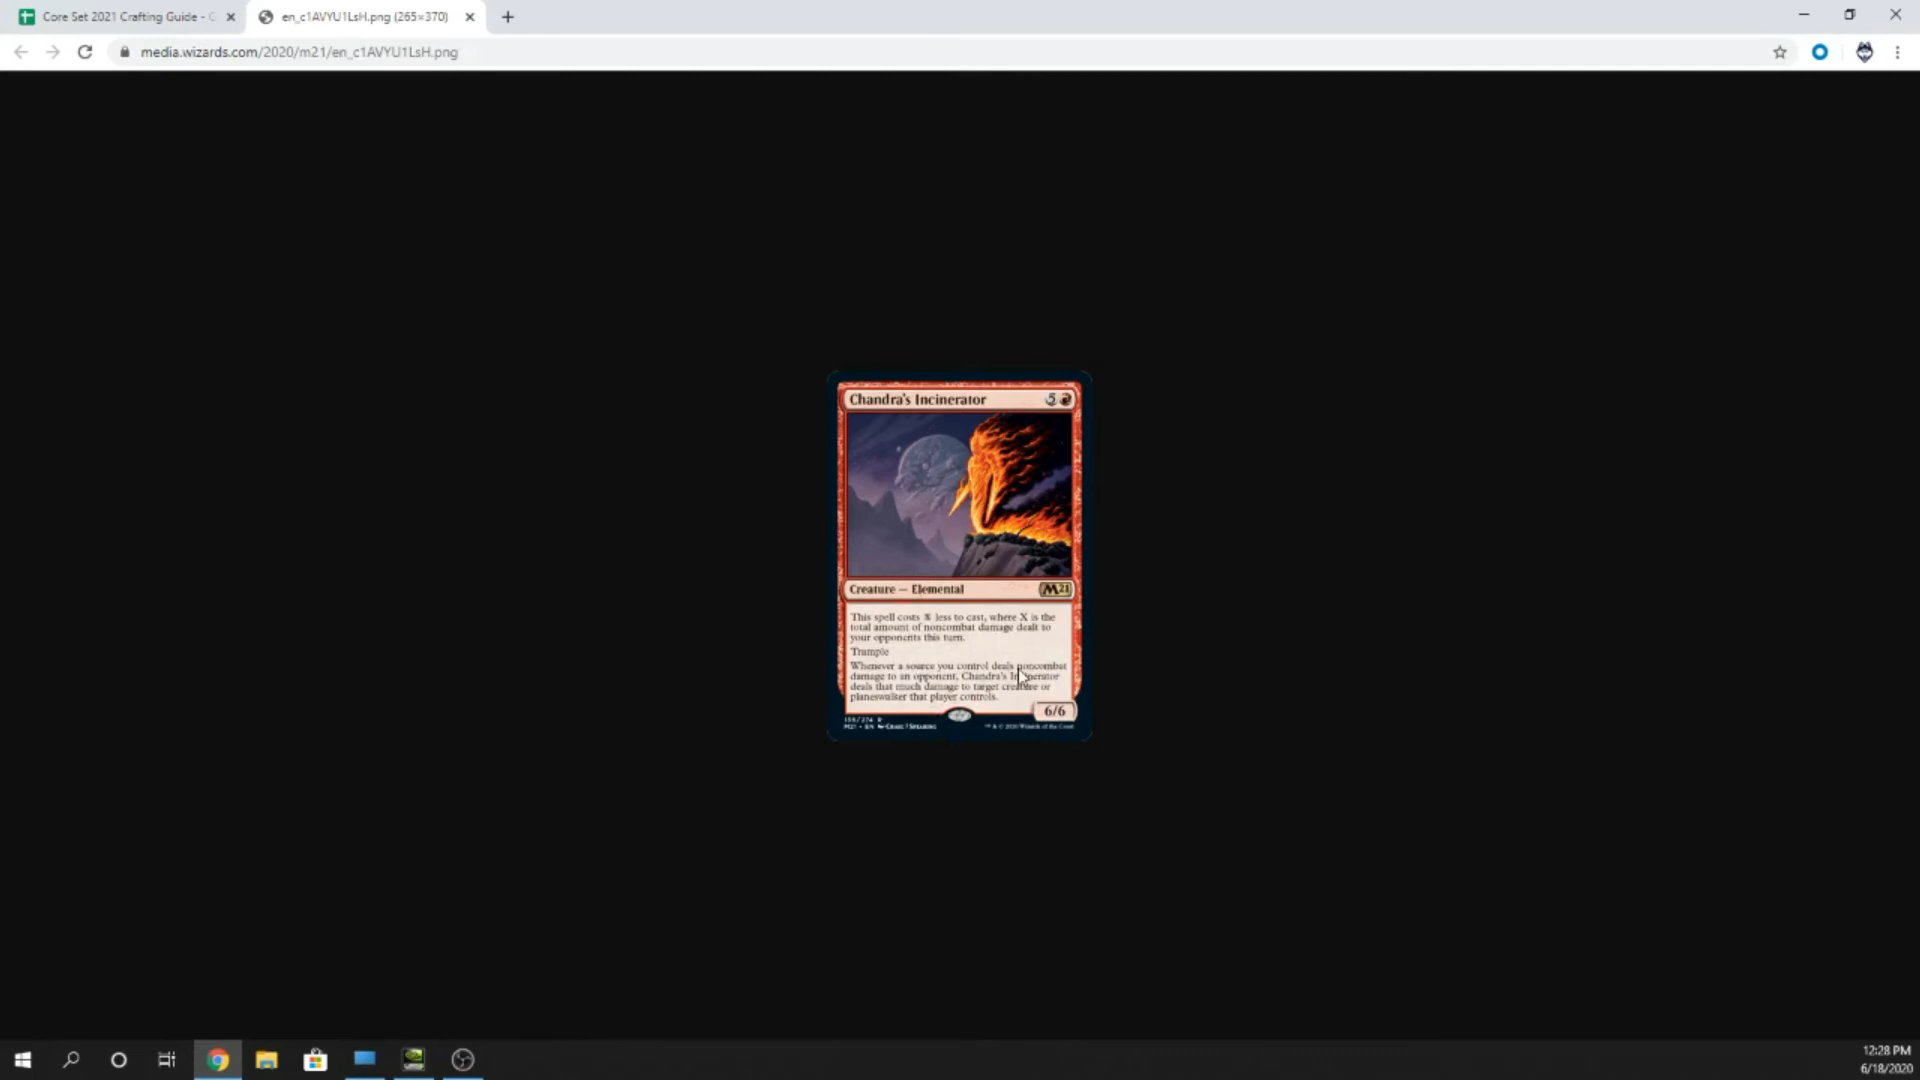 Core Set 2021 Crafting Guide -
en_c1AVYU1LsH.png (265×370)
media.wizards.com/2020/m21/en_c1AVYU1LsH.png
Chandra's Incinerator 5
Creature — Elemental M21
This spell costs X less to cast, where X is the
total amount of noncombat damage dealt to
your opponents this turn.
Trample
Whenever a source you control deals noncombat
damage to an opponent, Chandra's Incinerator
deals that much damage to target creature or
planeswalker that player controls.
6/6
M21 • EN
12:28 PM
6/18/2020